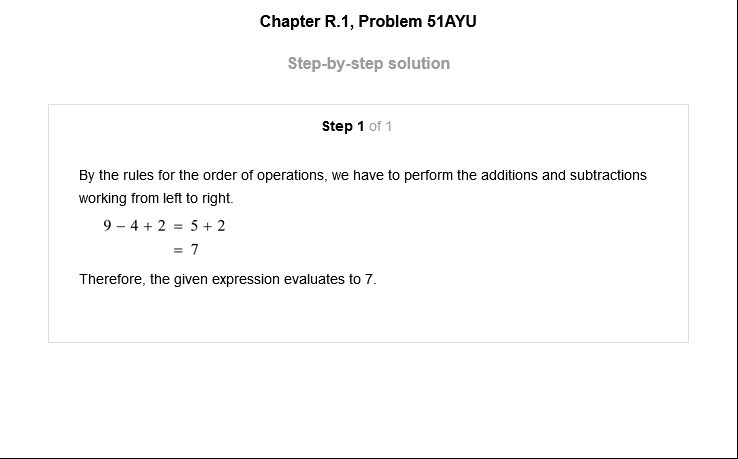 Chapter R.1, Problem 51AYU
Step-by-step solution
Step 1 of 1
By the rules for the order of operations, we have to perform the additions and subtractions
working from left to right.
9 − 4 + 2 = 5 + 2
= 7
Therefore, the given expression evaluates to 7.